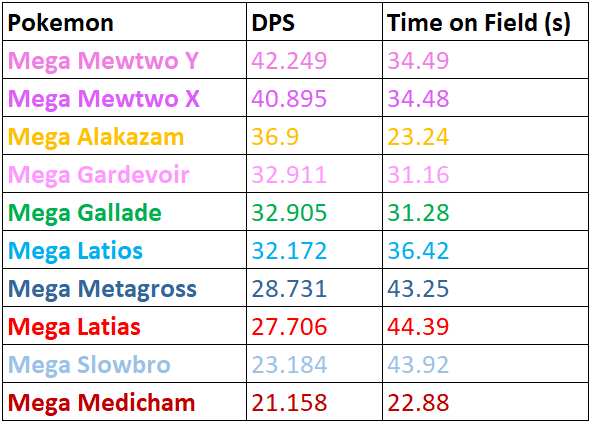 Pokemon DPS Time on Field (s)
Mega Mewtwo Y 42.249 34.49
Mega Mewtwo X 40.895 34.48
Mega Alakazam 36.9 23.24
Mega Gardevoir 32.911 31.16
Mega Gallade 32.905 31.28
Mega Latios 32.172 36.42
Mega Metagross 28.731 43.25
Mega Latias 27.706 44.39
Mega Slowbro 23.184 43.92
Mega Medicham 21.158 22.88